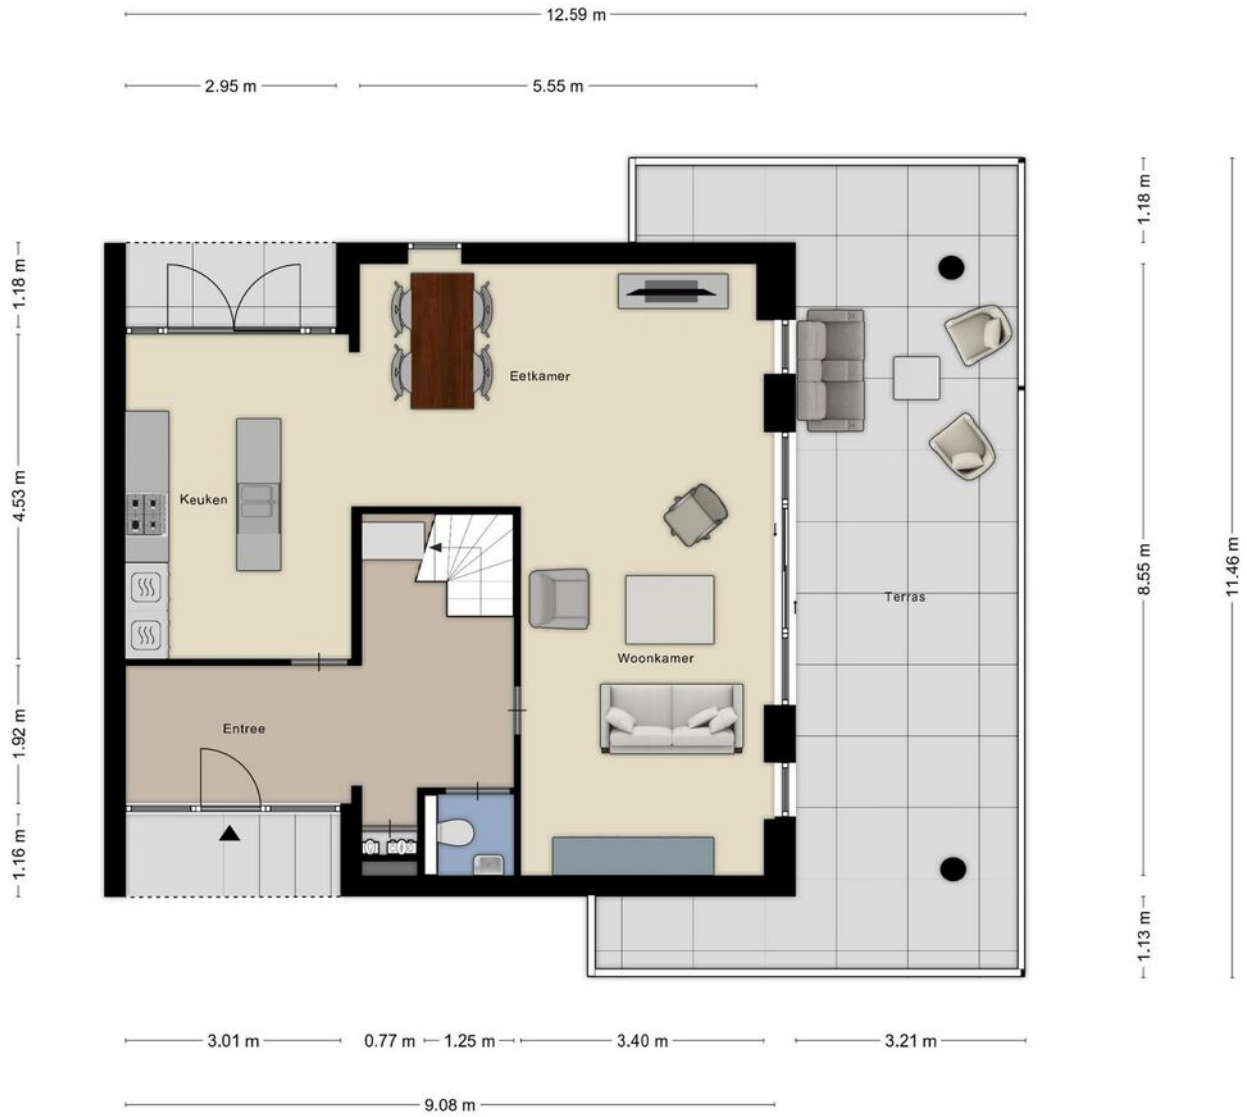 12.59 m
2.95 m
5.55 m
1.18 m
1.18 m
Eetkamer
4.53 m
Keuken
8.55 m
11.46 m
Terras
Woonkamer
1.92 m
Entree
1.16 m
1.13 m
3.01 m
0.77 m
1.25 m
3.40 m
3.21 m
9.08 m